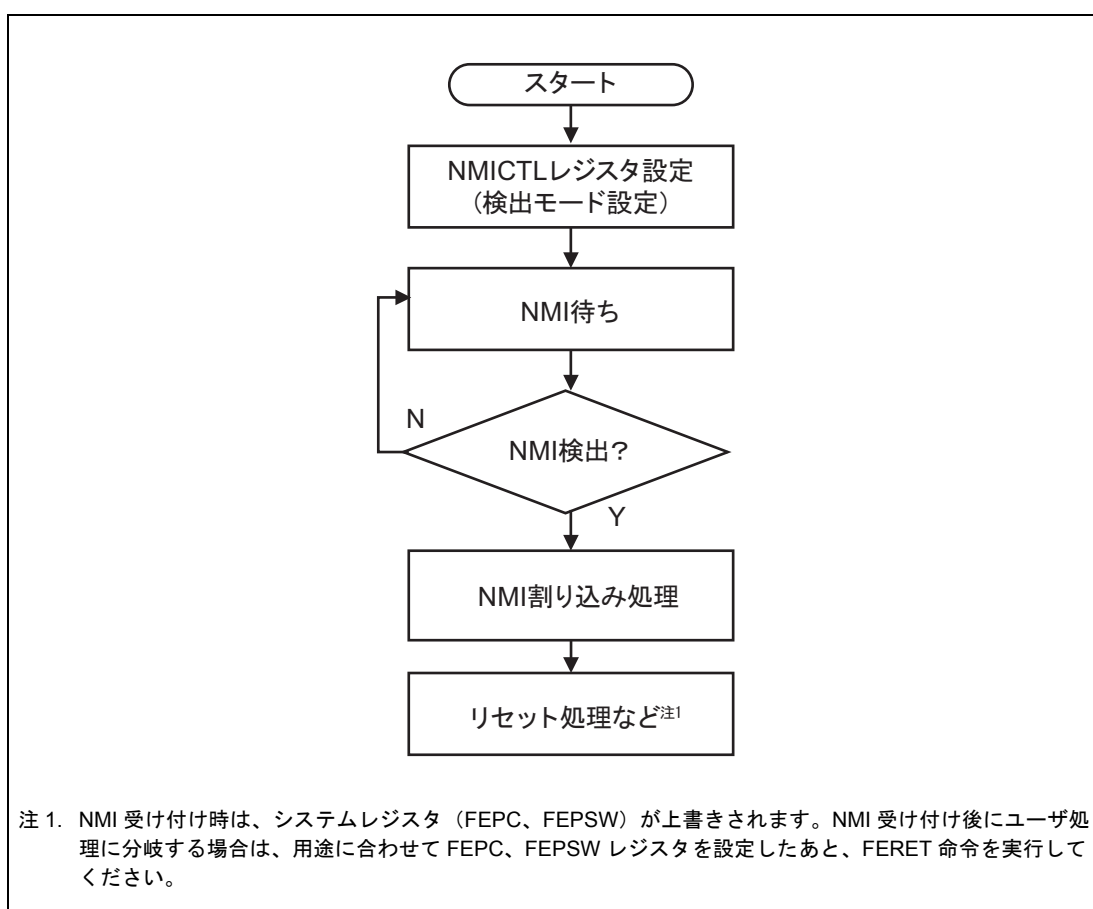 スタート
NMICTLレジスタ設定
（検出モード設定）
NMI待ち
N
NMI検出？
Y
NMI割り込み処理
リセット処理など注1
注 1. NMI 受け付け時は、システムレジスタ（FEPC、FEPSW）が上書きされます。NMI 受け付け後にユーザ処
理に分岐する場合は、用途に合わせて FEPC、FEPSW レジスタを設定したあと、FERET 命令を実行して
ください。